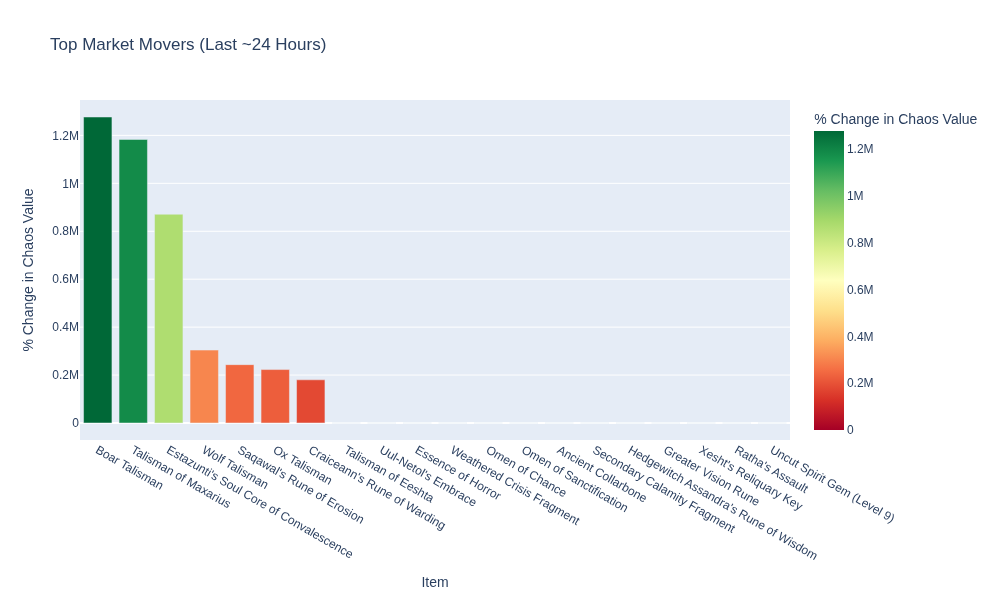 Top Market Movers (Last ~24 Hours)
% Change in Chaos Value
1.2M
1M
0.8M
0.6M
0.4M
0.2M
0
% Change in Chaos Value
1.2M
1M
0.8M
0.6M
0.4M
0.2M
0
Boar Talisman
Talisman of Maxarius
Estazunti's Soul Core of Convalescence
Wolf Talisman
Saqawal's Rune of Erosion
Ox Talisman
Craiceann's Rune of Warding
Talisman of Eeshta
Uul-Netol's Embrace
Essence of Horror
Weathered Crisis Fragment
Omen of Chance
Omen of Sanctification
Ancient Collarbone
Secondary Calamity Fragment
Hedgewitch Assandra's Rune of Wisdom
Greater Vision Rune
Xesht's Reliquary Key
Ratha's Assault
Uncut Spirit Gem (Level 9)
Item